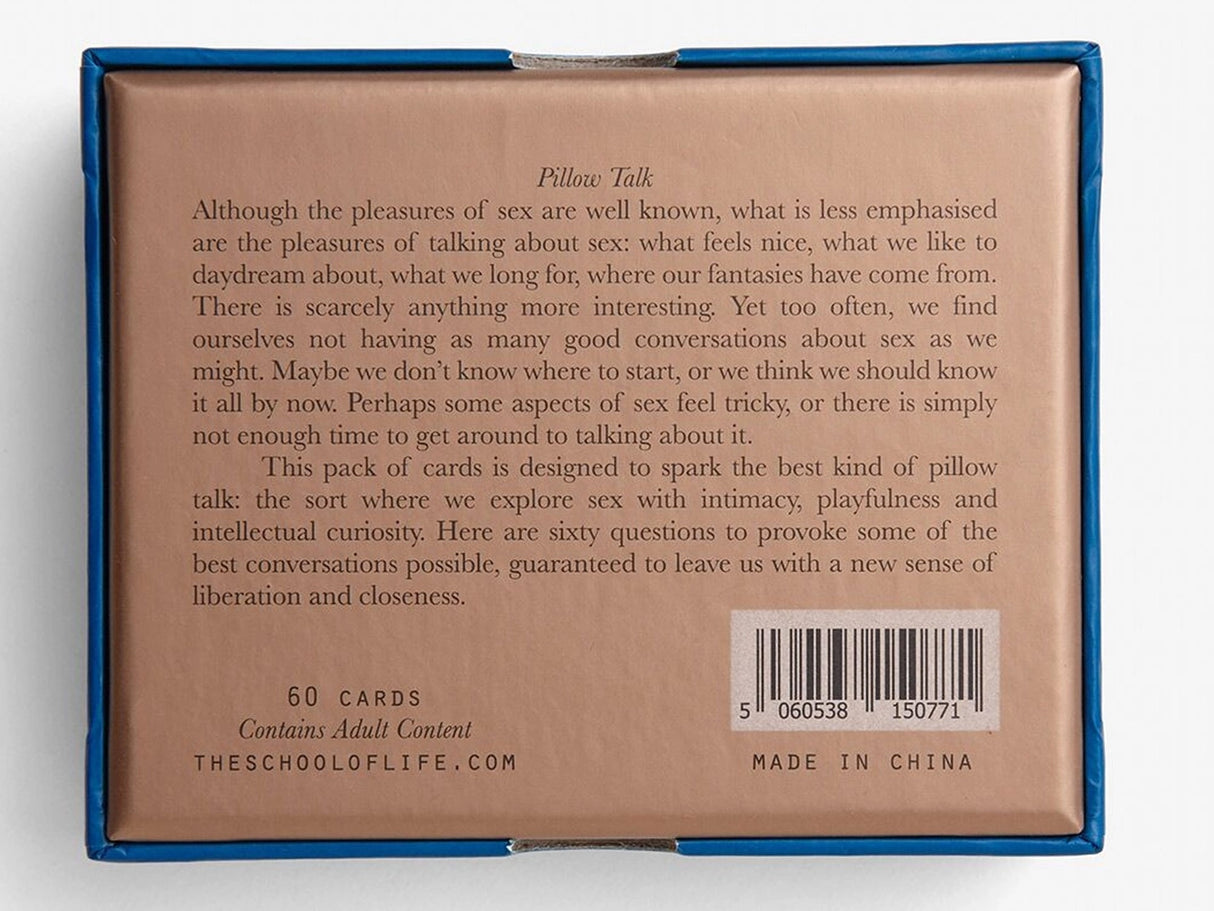 Pillow Talk
Although the pleasures of sex are well known, what is less emphasised
are the pleasures of talking about sex: what feels nice, what we like to
daydream about, what we long for, where our fantasies have come from.
There is scarcely anything more interesting. Yet too often, we find
ourselves not having as many good conversations about sex as we
might. Maybe we don’t know where to start, or we think we should know
it all by now. Perhaps some aspects of sex feel tricky, or there is simply
not enough time to get around to talking about it.
This pack of cards is designed to spark the best kind of pillow
talk: the sort where we explore sex with intimacy, playfulness and
intellectual curiosity. Here are sixty questions to provoke some of the
best conversations possible, guaranteed to leave us with a new sense of
liberation and closeness.
60 CARDS
Contains Adult Content
THESCHOOLOFLIFE.COM
5 060538 150771
MADE IN CHINA